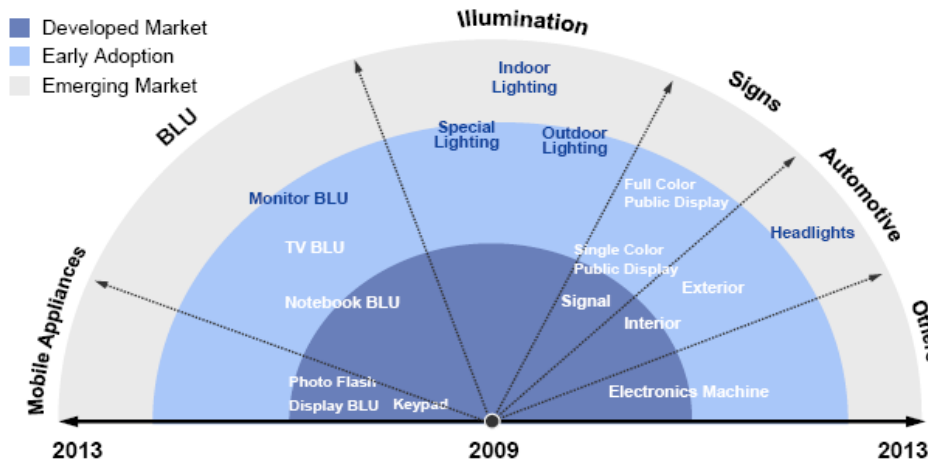 Developed Market
Early Adoption
Emerging Market
Illumination
BLU
Signs
Automotive
Mobile Appliances
Others
Indoor
Lighting
Special
Lighting
Outdoor
Lighting
Full Color
Public Display
Monitor BLU
TV BLU
Notebook BLU
Single Color
Public Display
Headlights
Exterior
Signal
Interior
Photo Flash
Display BLU
Keypad
Electronics Machine
2013
2009
2013